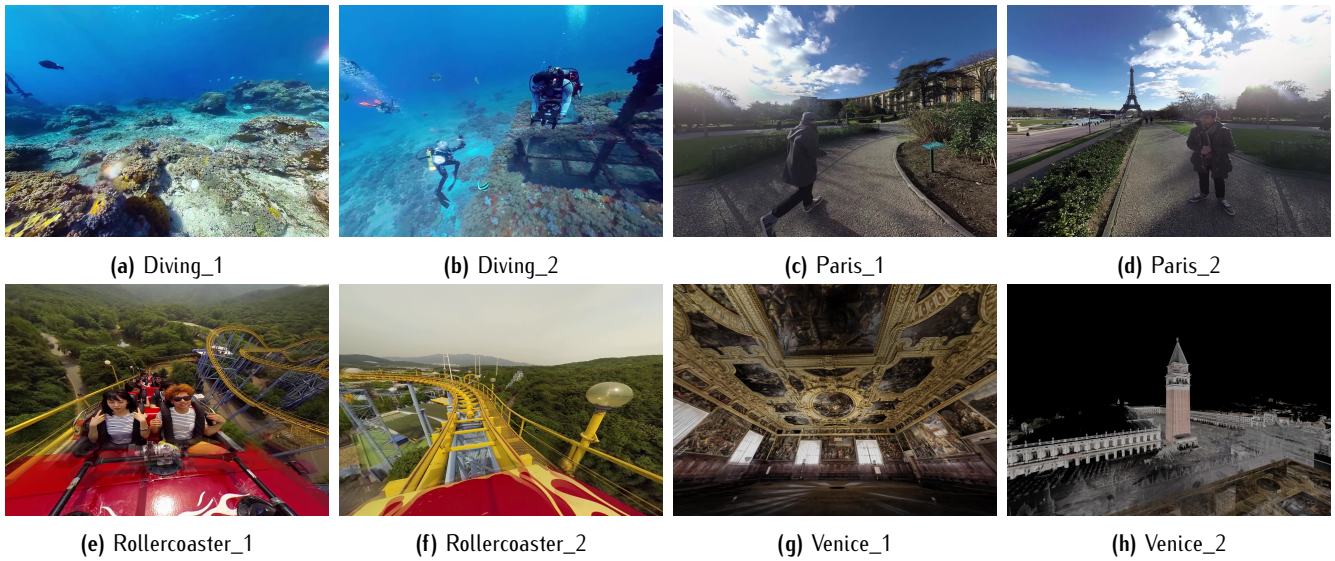 (a) Diving_1
(b) Diving_2
(c) Paris_1
(d) Paris_2
(e) Rollercoaster_1
(f) Rollercoaster_2
(g) Venice_1
(h) Venice_2